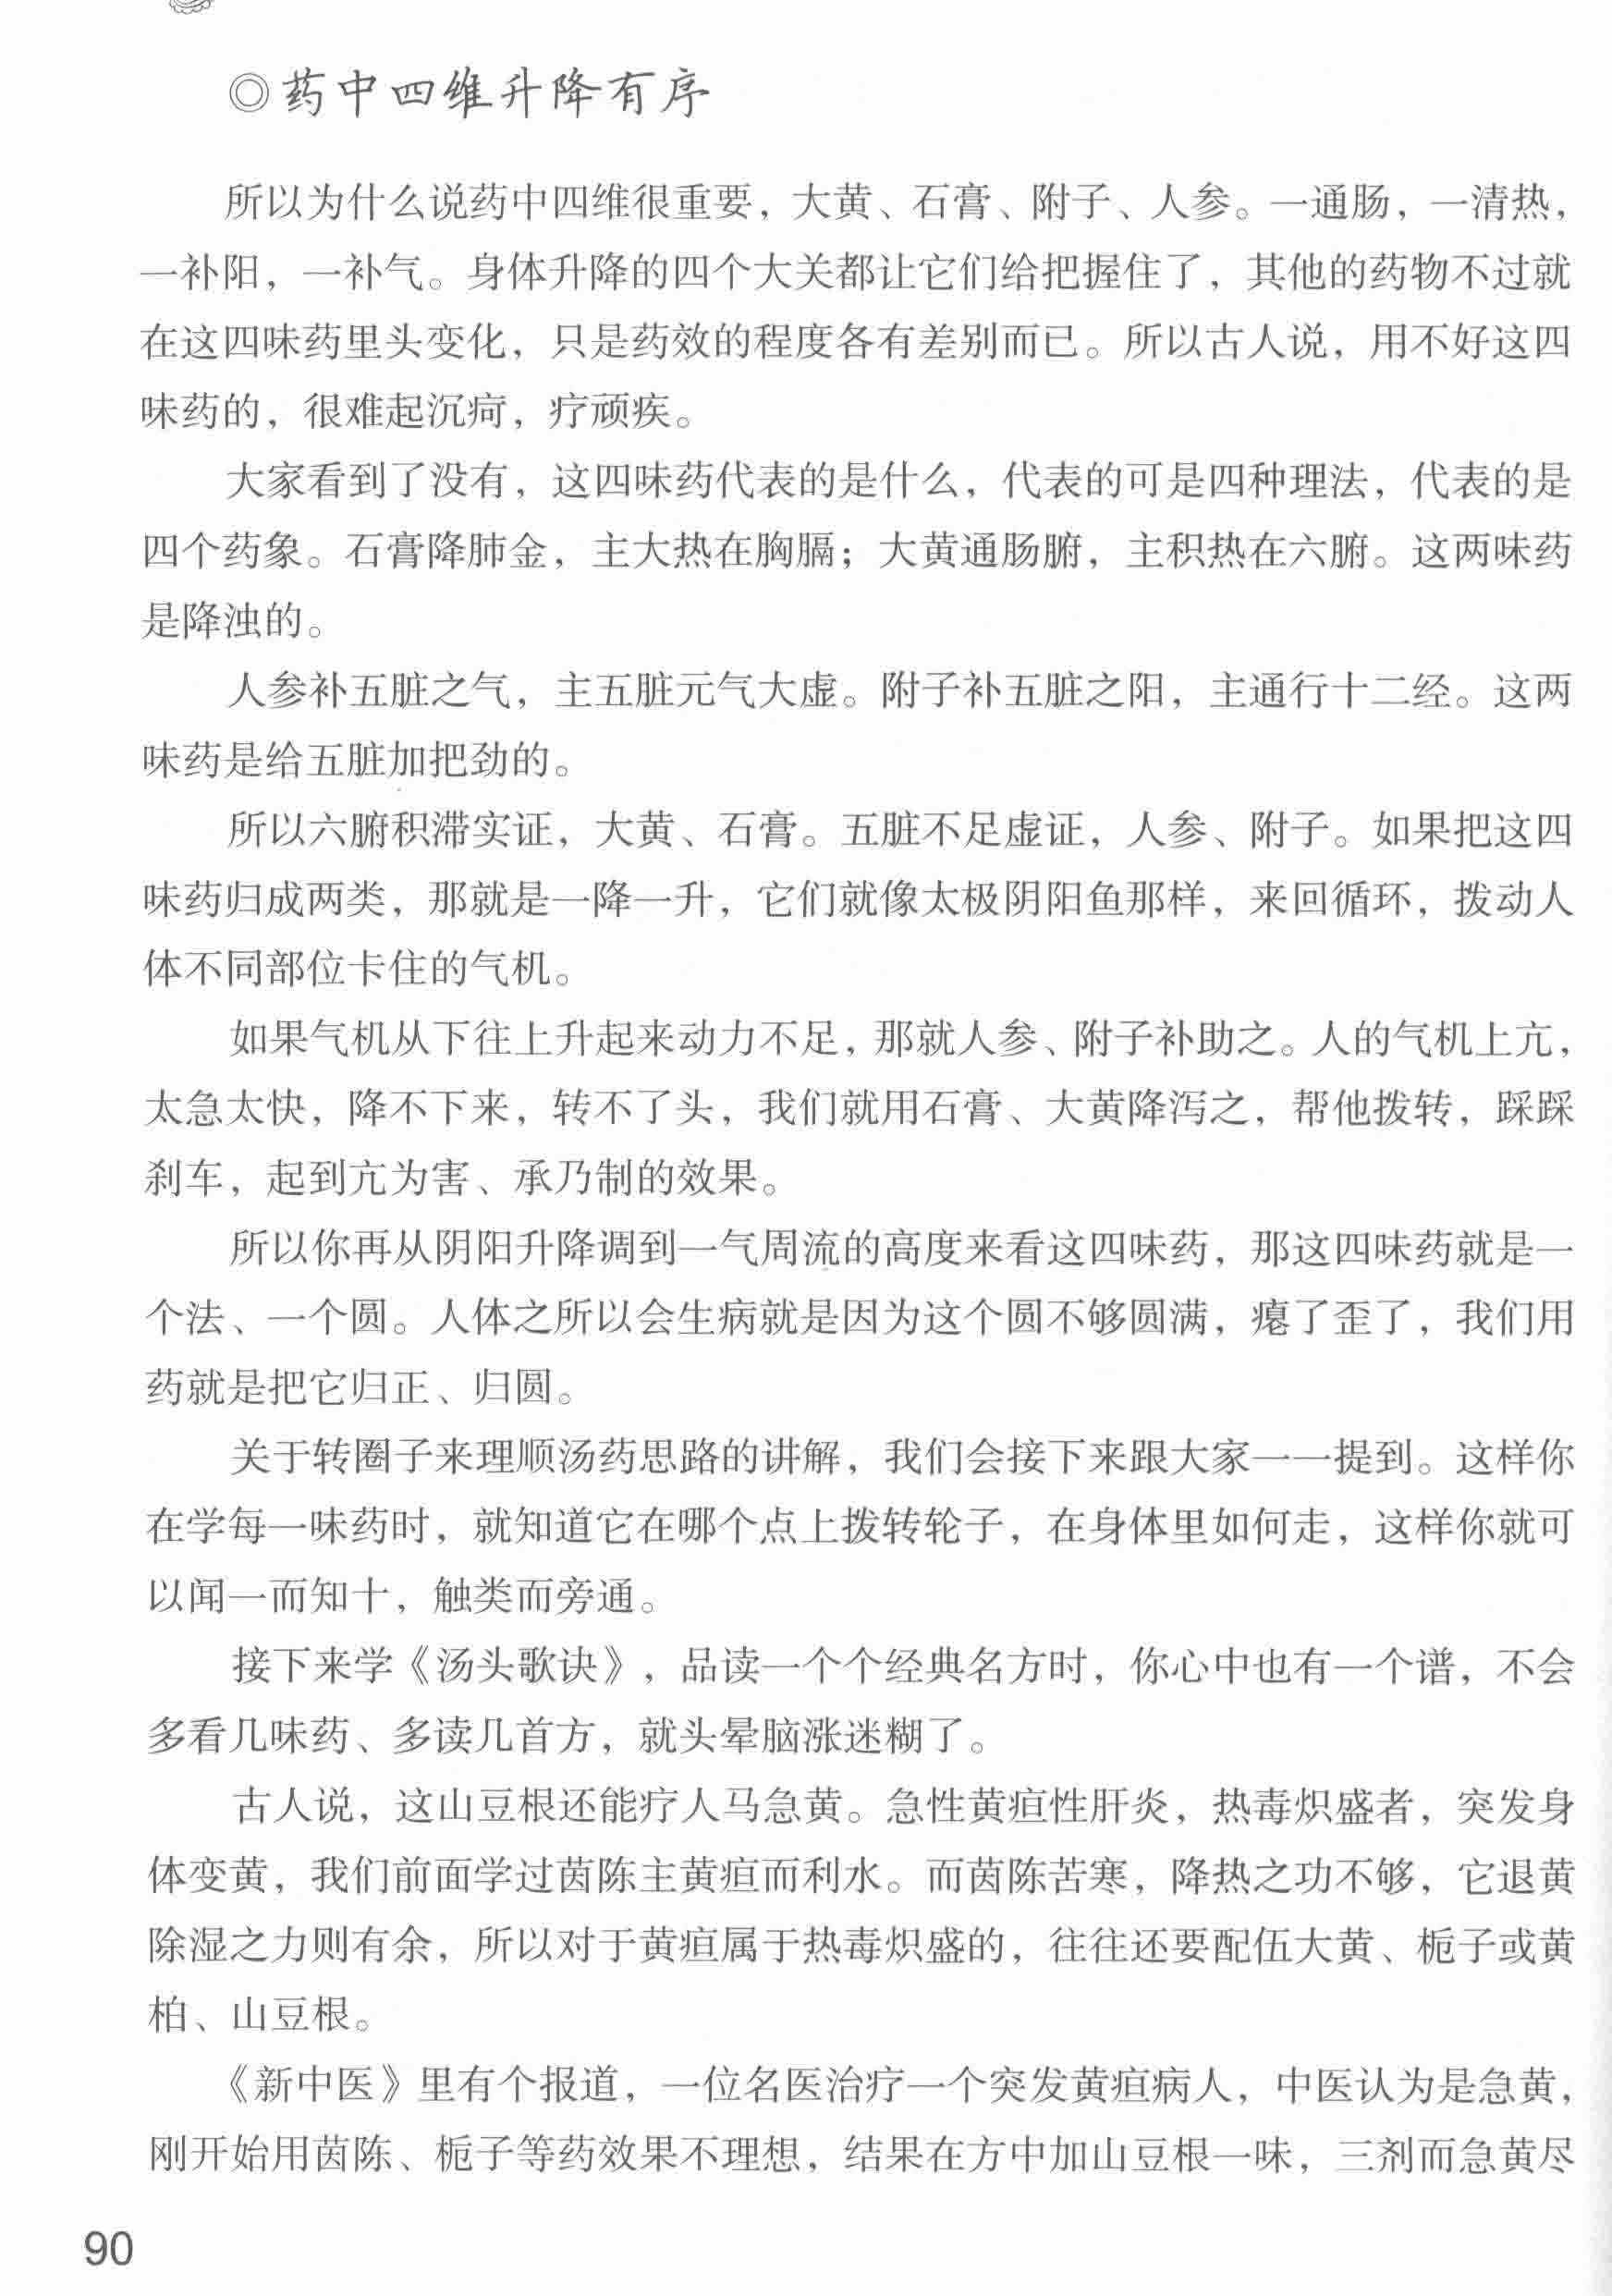 ◎药中四维升降有序
所以为什么说药中四维很重要，大黄、石膏、附子、人参。一通肠，一清热，
一补阳，一补气。身体升降的四个大关都让它们给把握住了，其他的药物不过就
在这四味药里头变化，只是药效的程度各有差别而已。所以古人说，用不好这四
味药的，很难起沉疴，疗顽疾。
大家看到了没有，这四味药代表的是什么，代表的可是四种理法，代表的是
四个药象。石膏降肺金，主大热在胸膈；大黄通肠腑，主积热在六腑。这两味药
是降浊的。
人参补五脏之气，主五脏元气大虚。附子补五脏之阳，主通行十二经。这两
味药是给五脏加把劲的。
所以六腑积滞实证，大黄、石膏。五脏不足虚证，人参、附子。如果把这四
味药归成两类，那就是一降一升，它们就像太极阴阳鱼那样，来回循环，拨动人
体不同部位卡住的气机。
如果气机从下往上升起来动力不足，那就人参、附子补助之。人的气机上亢，
太急太快，降不下来，转不了头，我们就用石膏、大黄降泻之，帮他拨转，踩踩
刹车，起到亢为害、承乃制的效果。
所以你再从阴阳升降调到一气周流的高度来看这四味药，那这四味药就是一
个法、一个圆。人体之所以会生病就是因为这个圆不够圆满，瘪了歪了，我们用
药就是把它归正、归圆。
关于转圈子来理顺汤药思路的讲解，我们会接下来跟大家一一提到。这样你
在学每一味药时，就知道它在哪个点上拨转轮子，在身体里如何走，这样你就可
以闻一而知十，触类而旁通。
接下来学《汤头歌诀》，品读一个个经典名方时，你心中也有一个谱，不会
多看几味药、多读几首方，就头晕脑涨迷糊了。
古人说，这山豆根还能疗人马急黄。急性黄疸性肝炎，热毒炽盛者，突发身
体变黄，我们前面学过茵陈主黄疸而利水。而茵陈苦寒，降热之功不够，它退黄
除湿之力则有余，所以对于黄疸属于热毒炽盛的，往往还要配伍大黄、栀子或黄
柏、山豆根。
《新中医》里有个报道，一位名医治疗一个突发黄疸病人，中医认为是急黄，
刚开始用茵陈、栀子等药效果不理想，结果在方中加山豆根一味，三剂而急黄尽
90